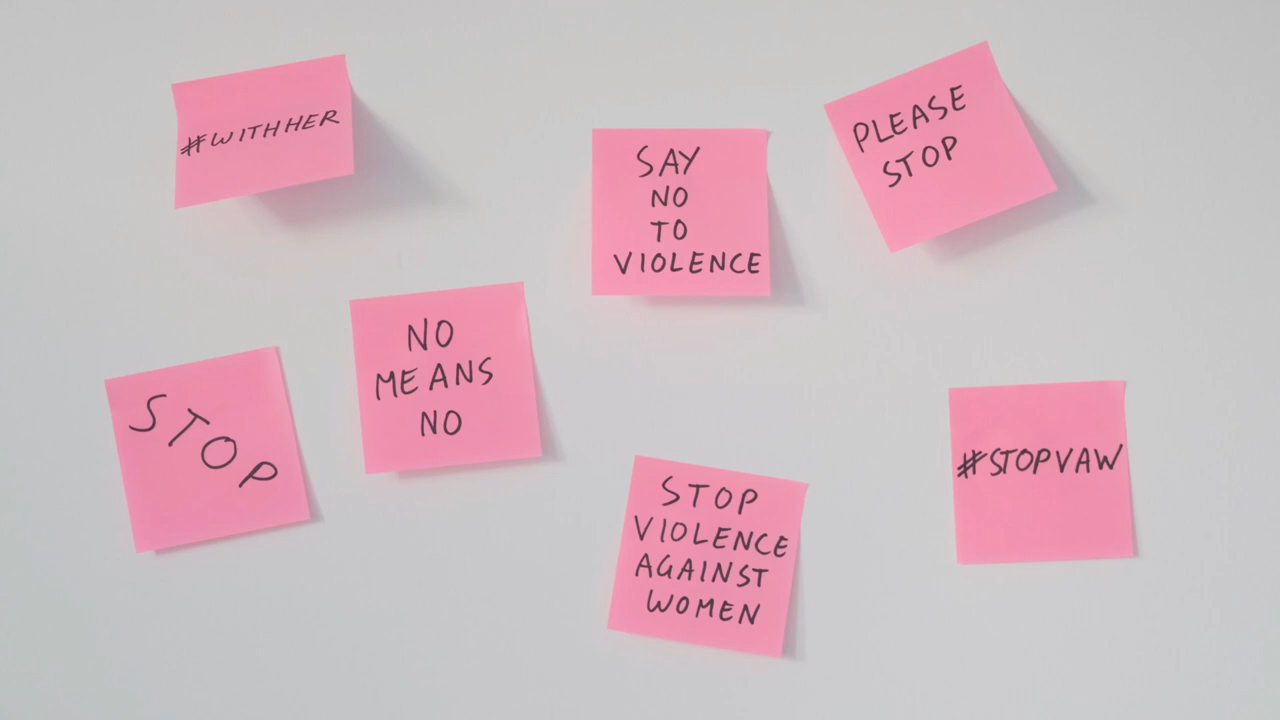 #WITHHER
SAY
NO
TO
VIOLENCE
PLEASE
STOP
STOP
NO
MEANS
NO
STOP
VIOLENCE
AGAINST
WOMEN
#STOPVAW